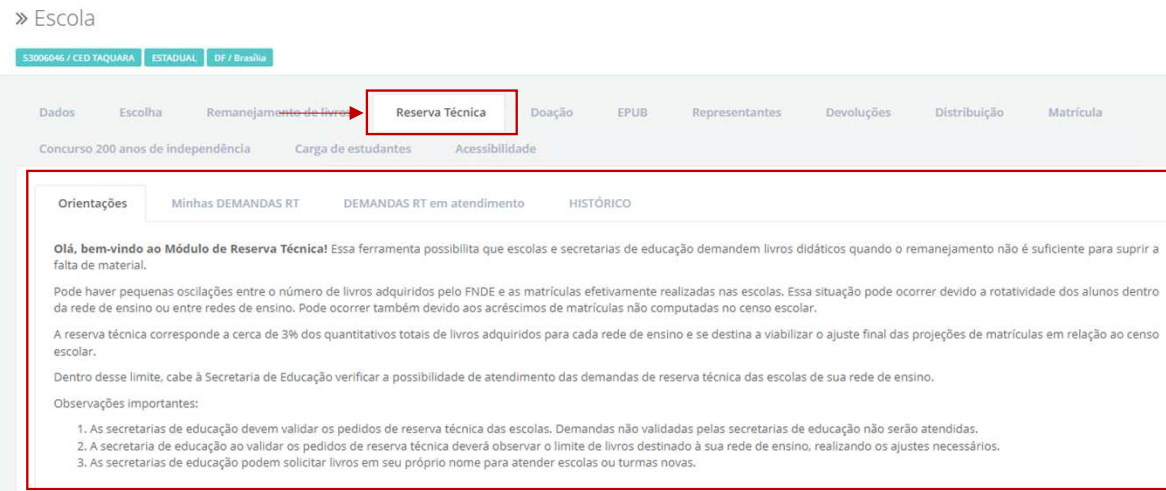 » Escola
53006046 / CED TAQUARA ESTADUAL DF / Brasília
Dados Escolha Remanejamento de livros Reserva Técnica Doação EPUB Representantes Devoluções Distribuição Matrícula
Concurso 200 anos de independência Carga de estudantes Acessibilidade
Orientações Minhas DEMANDAS RT DEMANDAS RT em atendimento HISTÓRICO
Olá, bem-vindo ao Módulo de Reserva Técnica! Essa ferramenta possibilita que escolas e secretarias de educação demandem livros didáticos quando o remanejamento não é suficiente para suprir a
falta de material.
Pode haver pequenas oscilações entre o número de livros adquiridos pelo FNDE e as matrículas efetivamente realizadas nas escolas. Essa situação pode ocorrer devido a rotatividade dos alunos dentro
da rede de ensino ou entre redes de ensino. Pode ocorrer também devido aos acréscimos de matrículas não computadas no censo escolar.
A reserva técnica corresponde a cerca de 3% dos quantitativos totais de livros adquiridos para cada rede de ensino e se destina a viabilizar o ajuste final das projeções de matrículas em relação ao censo
escolar.
Dentro desse limite, cabe à Secretaria de Educação verificar a possibilidade de atendimento das demandas de reserva técnica das escolas de sua rede de ensino.
Observações importantes:
1. As secretarias de educação devem validar os pedidos de reserva técnica das escolas. Demandas não validadas pelas secretarias de educação não serão atendidas.
2. A secretaria de educação ao validar os pedidos de reserva técnica deverá observar o limite de livros destinado à sua rede de ensino, realizando os ajustes necessários.
3. As secretarias de educação podem solicitar livros em seu próprio nome para atender escolas ou turmas novas.